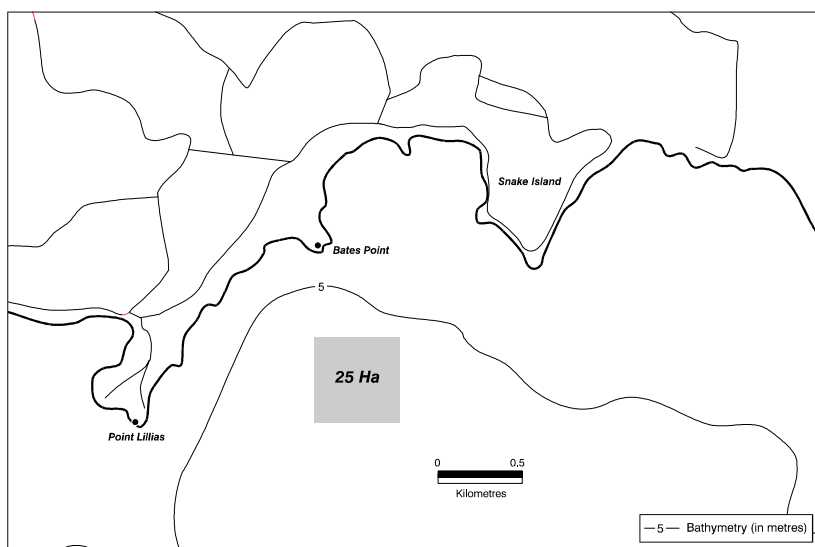 Snake Island
Bates Point
5
25 Ha
Point Lillias
0 0.5
Kilometres
—5— Bathymetry (in metres)